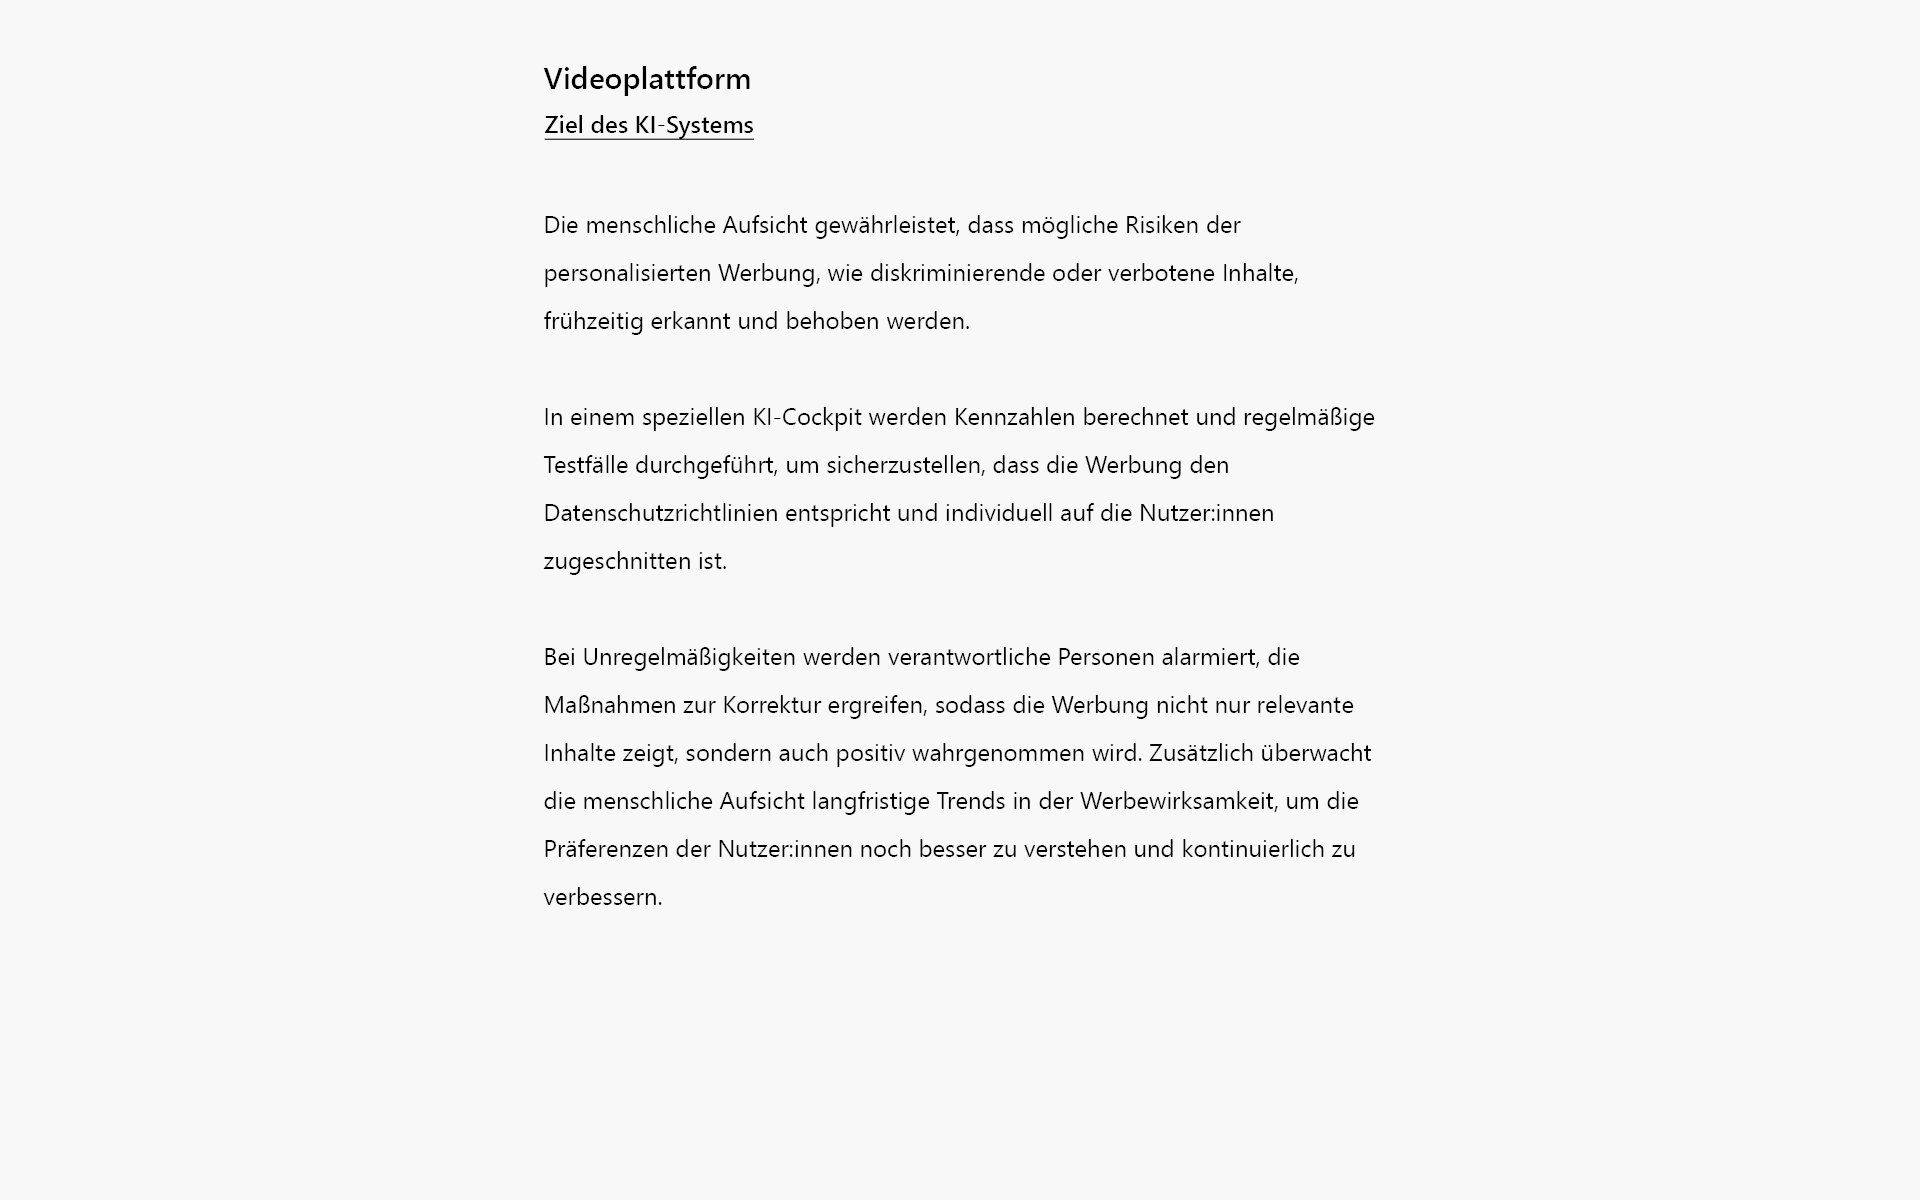 Videoplattform
Ziel des KI-Systems
Die menschliche Aufsicht gewährleistet, dass mögliche Risiken der
personalisierten Werbung, wie diskriminierende oder verbotene Inhalte,
frühzeitig erkannt und behoben werden.
In einem speziellen KI-Cockpit werden Kennzahlen berechnet und regelmäßige
Testfälle durchgeführt, um sicherzustellen, dass die Werbung den
Datenschutzrichtlinien entspricht und individuell auf die Nutzer:innen
zugeschnitten ist.
Bei Unregelmäßigkeiten werden verantwortliche Personen alarmiert, die
Maßnahmen zur Korrektur ergreifen, sodass die Werbung nicht nur relevante
Inhalte zeigt, sondern auch positiv wahrgenommen wird. Zusätzlich überwacht
die menschliche Aufsicht langfristige Trends in der Werbewirksamkeit, um die
Präferenzen der Nutzer:innen noch besser zu verstehen und kontinuierlich zu
verbessern.